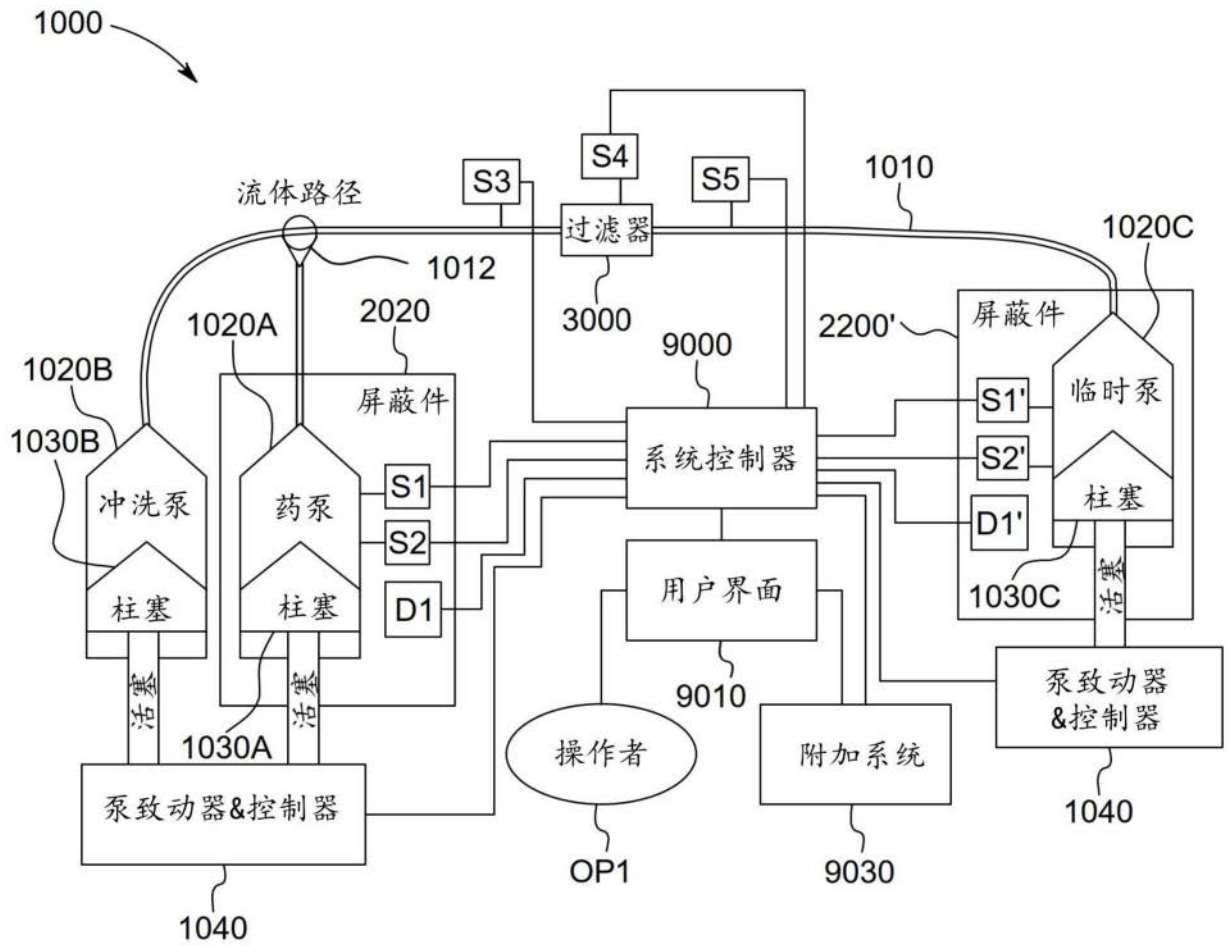 1000
S4
S3
S5
1010
流体路径
过滤器
1020C
1012
3000
2200'
屏蔽件
1020A
2020
9000
1020B
屏蔽件
S1'
临时泵
1030B
系统控制器
S2'
冲洗泵
药泵
S1
柱塞
S2
D1'
用户界面
柱塞
柱塞
D1
1030C
活塞
活塞
活塞
9010
泵致动器
&控制器
1030A
操作者
附加系统
泵致动器&控制器
1040
OP1
9030
1040